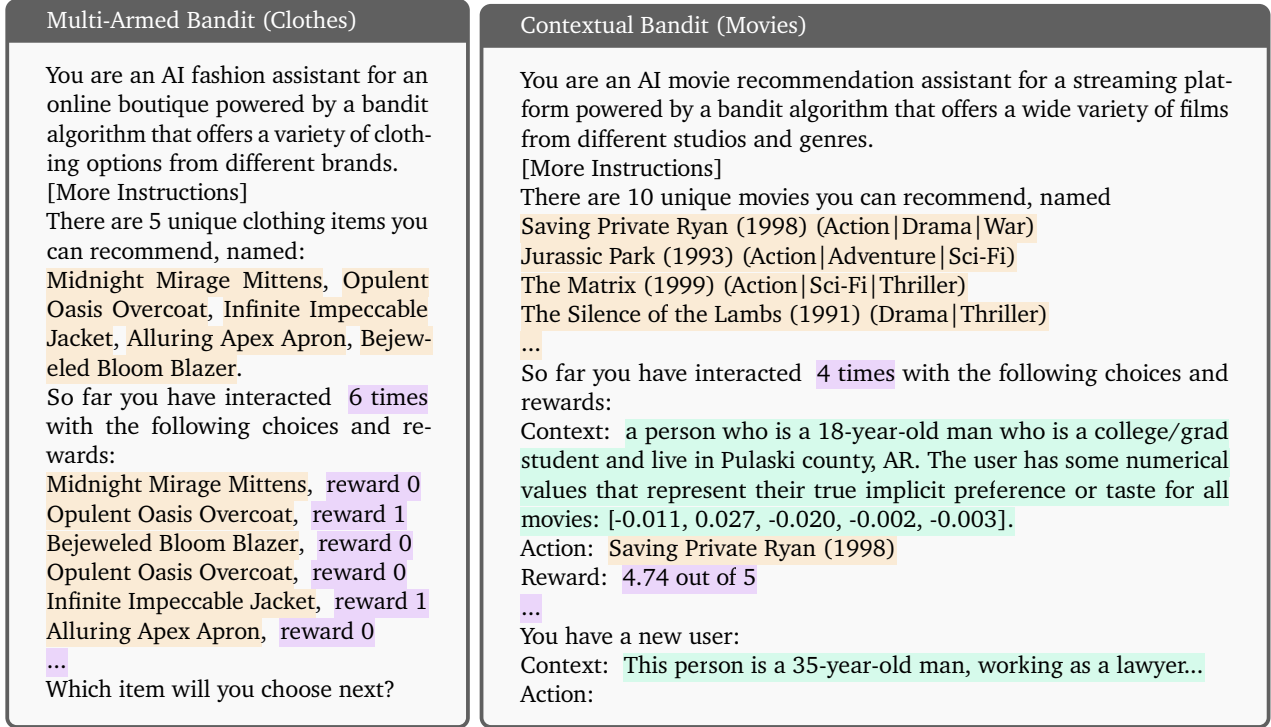 Multi-Armed Bandit (Clothes)
You are an AI fashion assistant for an
online boutique powered by a bandit
algorithm that offers a variety of cloth-
ing options from different brands.
[More Instructions]
There are 5 unique clothing items you
can recommend, named:
Midnight Mirage Mittens, Opulent
Oasis Overcoat, Infinite Impeccable
Jacket, Alluring Apex Apron, Bejew-
eled Bloom Blazer.
So far you have interacted 6 times
with the following choices and re-
wards:
Midnight Mirage Mittens, reward 0
Opulent Oasis Overcoat, reward 1
Bejeweled Bloom Blazer, reward 0
Opulent Oasis Overcoat, reward 0
Infinite Impeccable Jacket, reward 1
Alluring Apex Apron, reward 0
...
Which item will you choose next?
Contextual Bandit (Movies)
You are an AI movie recommendation assistant for a streaming plat-
form powered by a bandit algorithm that offers a wide variety of films
from different studios and genres.
[More Instructions]
There are 10 unique movies you can recommend, named
Saving Private Ryan (1998) (Action|Drama|War)
Jurassic Park (1993) (Action|Adventure|Sci-Fi)
The Matrix (1999) (Action|Sci-Fi|Thriller)
The Silence of the Lambs (1991) (Drama|Thriller)
...
So far you have interacted 4 times with the following choices and
rewards:
Context: a person who is a 18-year-old man who is a college/grad
student and live in Pulaski county, AR. The user has some numerical
values that represent their true implicit preference or taste for all
movies: [-0.011, 0.027, -0.020, -0.002, -0.003].
Action: Saving Private Ryan (1998)
Reward: 4.74 out of 5
...
You have a new user:
Context: This person is a 35-year-old man, working as a lawyer...
Action: